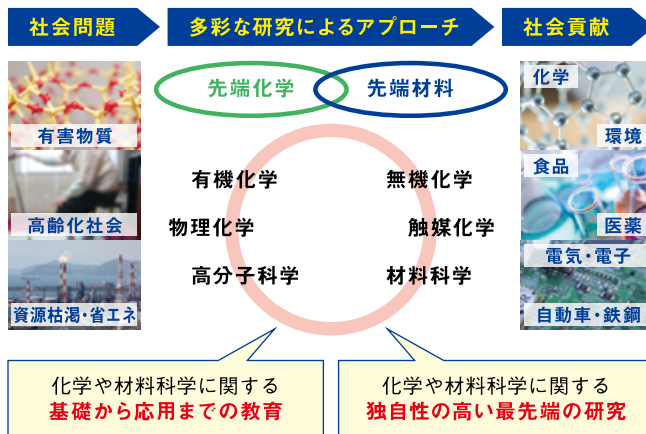 社会問題
多彩な研究によるアプローチ
社会貢献
先端化学
先端材料
有害物質
高齢化社会
資源枯渇・省エネ
有機化学
無機化学
物理化学
触媒化学
高分子科学
材料科学
化学
環境
食品
医薬
電気・電子
自動車・鉄鋼
化学や材料科学に関する
基礎から応用までの教育
化学や材料科学に関する
独自性の高い最先端の研究